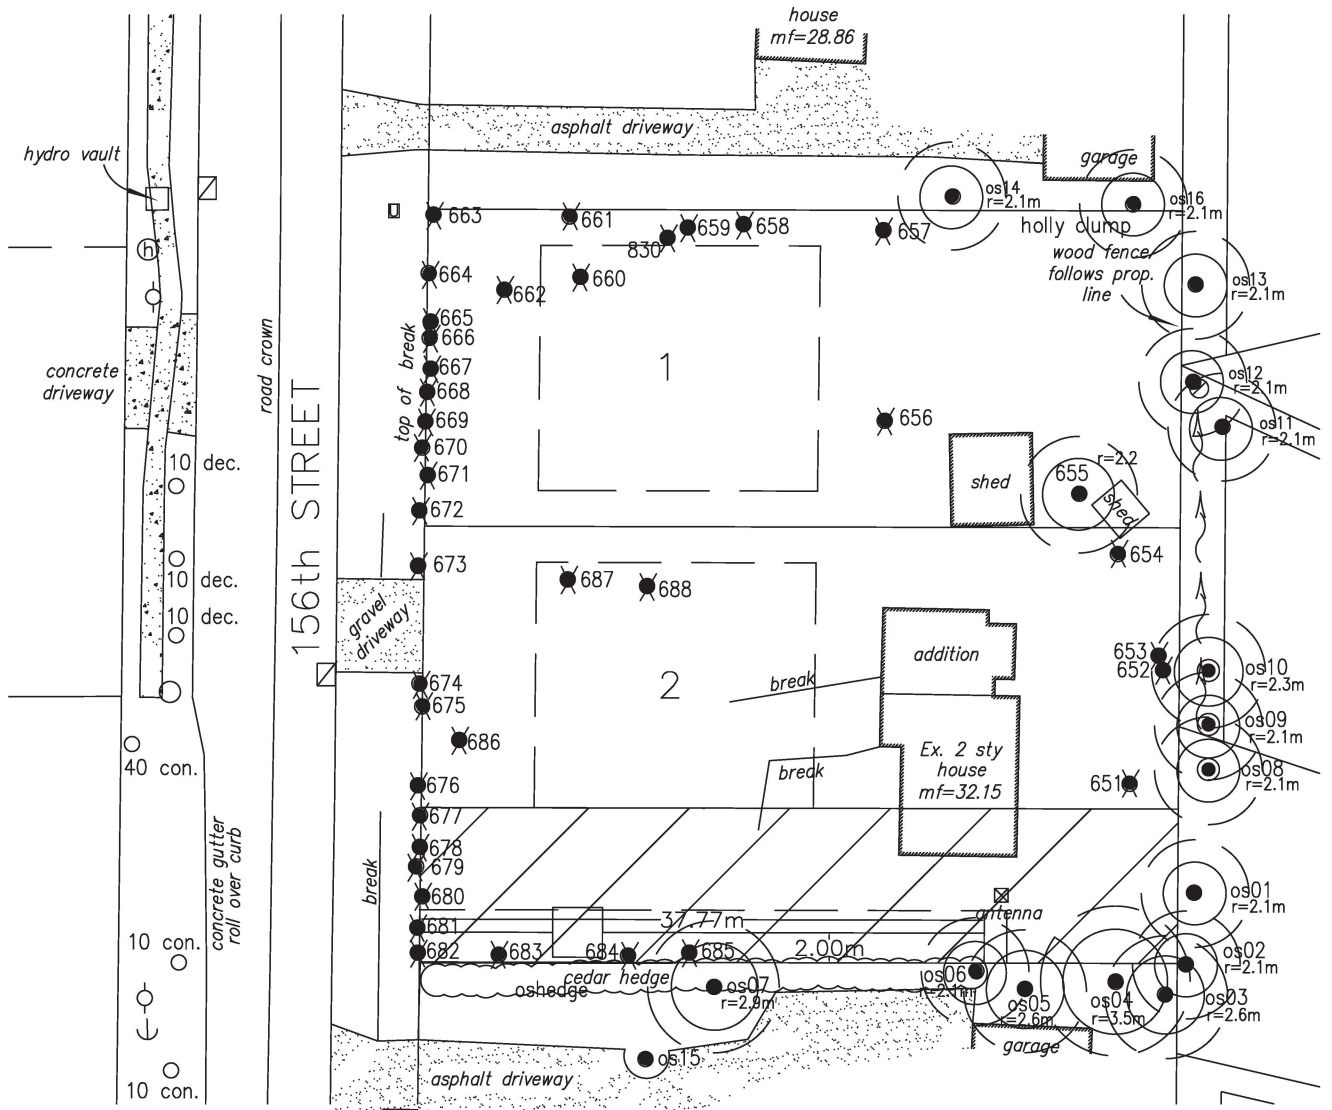 house
mf=28.86
asphalt driveway
garage
hydro vault
os14
r=2.1m
os16
r=2.1m
holly clump
wood fence
follows prop.
line
663
661
659
658
657
830
664
662
660
h
os13
r=2.1m
665
666
667
668
669
670
671
672
top of break
road crown
concrete
driveway
1
656
os12
r=2.1m
os11
r=2.1m
10 dec.
shed
655
r=2.2
shed
156th STREET
673
687
688
654
10 dec.
10 dec.
gravel
driveway
addition
653
652
os10
r=2.3m
674
675
2
break
686
os09
r=2.1m
40 con.
676
break
Ex. 2 sty
house
mf=32.15
651
os08
r=2.1m
677
678
679
680
681
682
concrete gutter
roll over curb
break
os01
r=2.1m
antenna
37.77m
2.00m
10 con.
683
684
685
cedar hedge
oshedge
os07
r=2.9m
os06
r=2.1m
os05
r=2.6m
os04
r=3.5m
os02
r=2.1m
os03
r=2.6m
garage
os15
asphalt driveway
10 con.